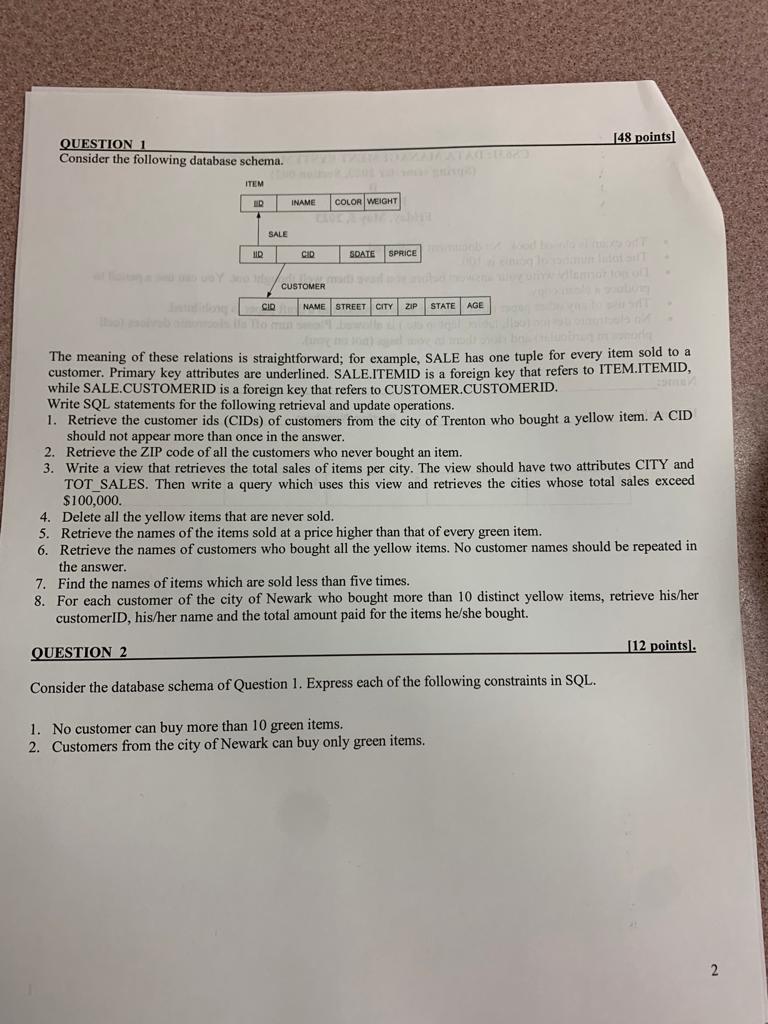 QUESTION 1 [48 points]
Consider the following database schema.
ITEM
IID INAME COLOR WEIGHT
SALE
IID CID SDATE SPRICE
CUSTOMER
CID NAME STREET CITY ZIP STATE AGE
The meaning of these relations is straightforward; for example, SALE has one tuple for every item sold to a
customer. Primary key attributes are underlined. SALE.ITEMID is a foreign key that refers to ITEM.ITEMID,
while SALE.CUSTOMERID is a foreign key that refers to CUSTOMER.CUSTOMERID.
Write SQL statements for the following retrieval and update operations.
1. Retrieve the customer ids (CIDs) of customers from the city of Trenton who bought a yellow item. A CID
should not appear more than once in the answer.
2. Retrieve the ZIP code of all the customers who never bought an item.
3. Write a view that retrieves the total sales of items per city. The view should have two attributes CITY and
TOT_SALES. Then write a query which uses this view and retrieves the cities whose total sales exceed
$100,000.
4. Delete all the yellow items that are never sold.
5. Retrieve the names of the items sold at a price higher than that of every green item.
6. Retrieve the names of customers who bought all the yellow items. No customer names should be repeated in
the answer.
7. Find the names of items which are sold less than five times.
8. For each customer of the city of Newark who bought more than 10 distinct yellow items, retrieve his/her
customerID, his/her name and the total amount paid for the items he/she bought.
QUESTION 2 [12 points].
Consider the database schema of Question 1. Express each of the following constraints in SQL.
1. No customer can buy more than 10 green items.
2. Customers from the city of Newark can buy only green items.
2